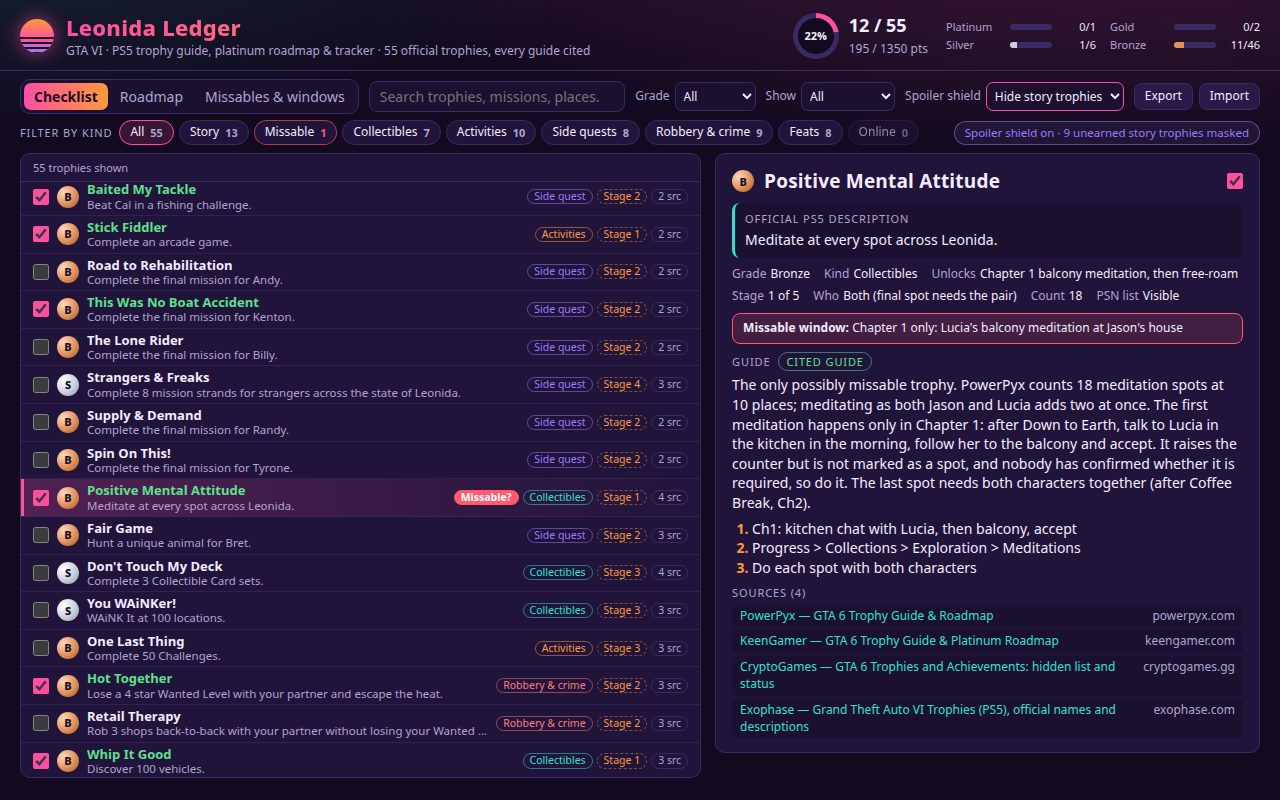 Leonida Ledger
GTA VI · PS5 trophy guide, platinum roadmap & tracker · 55 official trophies, every guide cited
22%
12 / 55
195 / 1350 pts
Platinum 0/1 Gold 0/2
Silver 1/6 Bronze 11/46
Checklist Roadmap Missables & windows Search trophies, missions, places. Grade All Show All Spoiler shield Hide story trophies Export Import
FILTER BY KIND All 55 Story 13 Missable 1 Collectibles 7 Activities 10 Side quests 8 Robbery & crime 9 Feats 8 Online 0 Spoiler shield on · 9 unearned story trophies masked
55 trophies shown
B Baited My Tackle Side quest Stage 2 2 src
Beat Cal in a fishing challenge.
B Stick Fiddler Activities Stage 1 2 src
Complete an arcade game.
B Road to Rehabilitation Side quest Stage 2 2 src
Complete the final mission for Andy.
B This Was No Boat Accident Side quest Stage 2 2 src
Complete the final mission for Kenton.
B The Lone Rider Side quest Stage 2 2 src
Complete the final mission for Billy.
S Strangers & Freaks Side quest Stage 4 3 src
Complete 8 mission strands for strangers across the state of Leonida.
B Supply & Demand Side quest Stage 2 2 src
Complete the final mission for Randy.
B Spin On This! Side quest Stage 2 2 src
Complete the final mission for Tyrone.
B Positive Mental Attitude Missable? Collectibles Stage 1 4 src
Meditate at every spot across Leonida.
B Fair Game Side quest Stage 2 3 src
Hunt a unique animal for Bret.
S Don't Touch My Deck Collectibles Stage 3 4 src
Complete 3 Collectible Card sets.
S You WAiNKer! Collectibles Stage 3 3 src
WAiNK It at 100 locations.
B One Last Thing Activities Stage 3 3 src
Complete 50 Challenges.
B Hot Together Robbery & crime Stage 2 3 src
Lose a 4 star Wanted Level with your partner and escape the heat.
B Retail Therapy Robbery & crime Stage 2 3 src
Rob 3 shops back-to-back with your partner without losing your Wanted ...
B Whip It Good Collectibles Stage 1 3 src
Discover 100 vehicles.
B Positive Mental Attitude
OFFICIAL PS5 DESCRIPTION
Meditate at every spot across Leonida.
Grade Bronze Kind Collectibles Unlocks Chapter 1 balcony meditation, then free-roam
Stage 1 of 5 Who Both (final spot needs the pair) Count 18 PSN list Visible
Missable window: Chapter 1 only: Lucia's balcony meditation at Jason's house
GUIDE CITED GUIDE
The only possibly missable trophy. PowerPyx counts 18 meditation spots at
10 places; meditating as both Jason and Lucia adds two at once. The first
meditation happens only in Chapter 1: after Down to Earth, talk to Lucia in
the kitchen in the morning, follow her to the balcony and accept. It raises the
counter but is not marked as a spot, and nobody has confirmed whether it is
required, so do it. The last spot needs both characters together (after Coffee
Break, Ch2).
1. Ch1: kitchen chat with Lucia, then balcony, accept
2. Progress > Collections > Exploration > Meditations
3. Do each spot with both characters
SOURCES (4)
PowerPyx — GTA 6 Trophy Guide & Roadmap powerpyx.com
KeenGamer — GTA 6 Trophy Guide & Platinum Roadmap keengamer.com
CryptoGames — GTA 6 Trophies and Achievements: hidden list and cryptogames.gg
status
Exophase — Grand Theft Auto VI Trophies (PS5), official names and exophase.com
descriptions